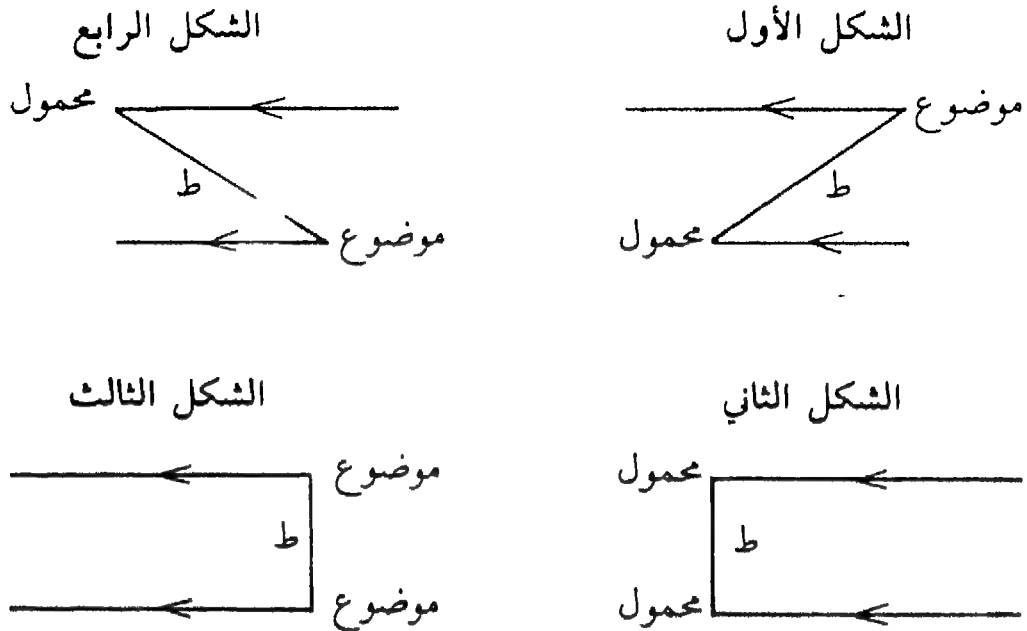 الشكل الأول
موضوع
ط
محمول
الشكل الرابع
محمول
ط
موضوع
الشكل الثاني
محمول
ط
محمول
الشكل الثالث
موضوع
ط
موضوع